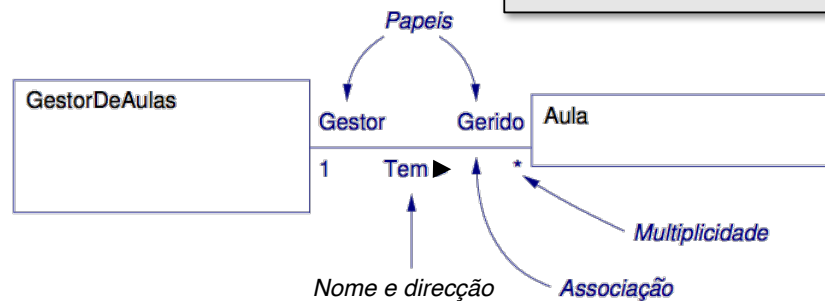 Papeis
GestorDeAulas
Gestor
Gerido
Aula
1
Tem ▶
*
Multiplicidade
Nome e direcção
Associação